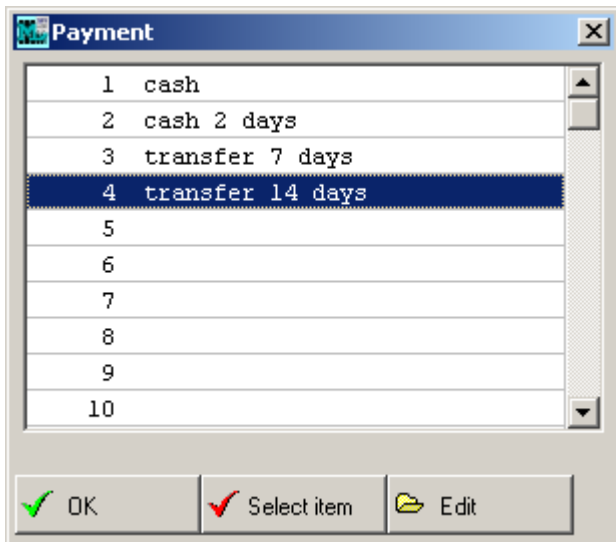 Payment
1 cash
2 cash 2 days
3 transfer 7 days
4 transfer 14 days
5
6
7
8
9
10
OK Select item Edit